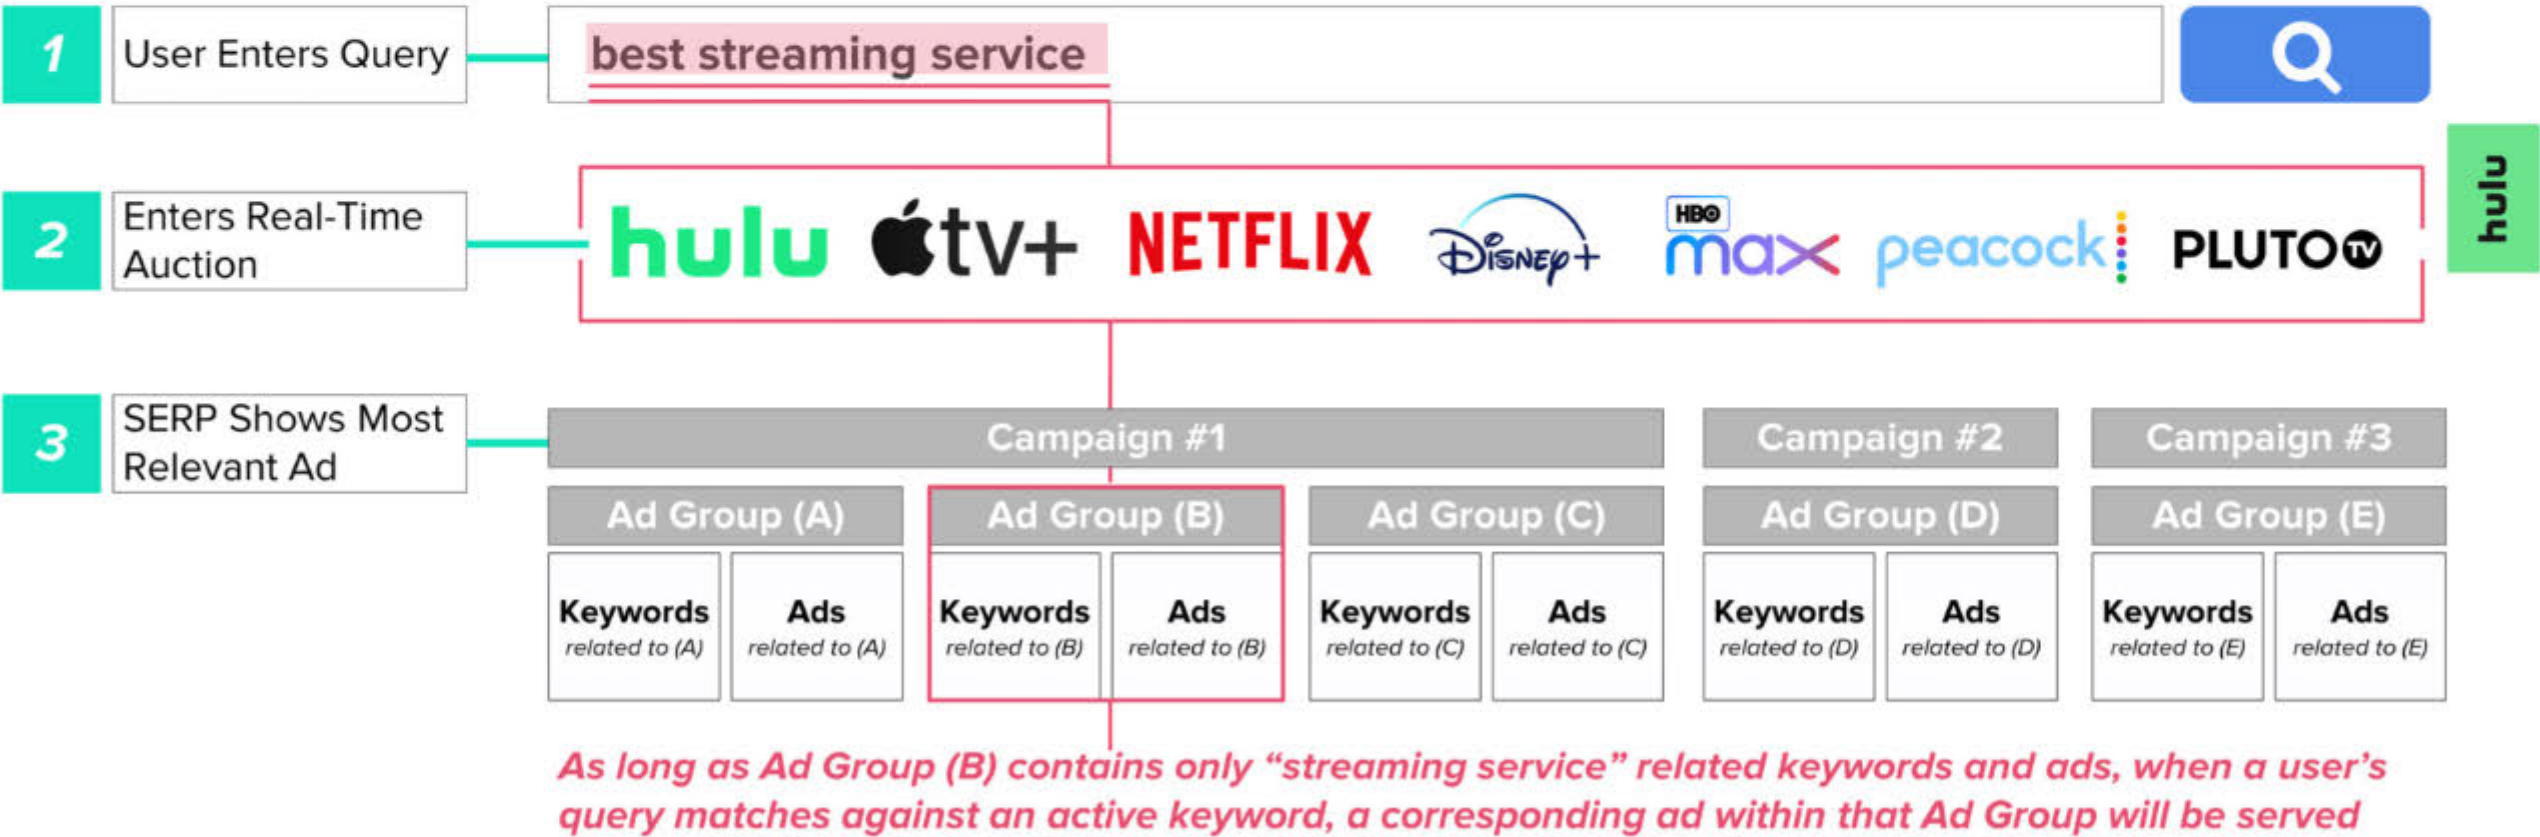 1
User Enters Query
best streaming service
2
Enters Real-Time
Auction
hulu
tv+
NETFLIX
Disney+
HBO
max
peacock
PLUTO TV
hulu
3
SERP Shows Most
Relevant Ad
Campaign #1
Campaign #2
Campaign #3
Ad Group (A)
Ad Group (B)
Ad Group (C)
Ad Group (D)
Ad Group (E)
Keywords
related to (A)
Ads
related to (A)
Keywords
related to (B)
Ads
related to (B)
Keywords
related to (C)
Ads
related to (C)
Keywords
related to (D)
Ads
related to (D)
Keywords
related to (E)
Ads
related to (E)
As long as Ad Group (B) contains only “streaming service” related keywords and ads, when a user’s
query matches against an active keyword, a corresponding ad within that Ad Group will be served